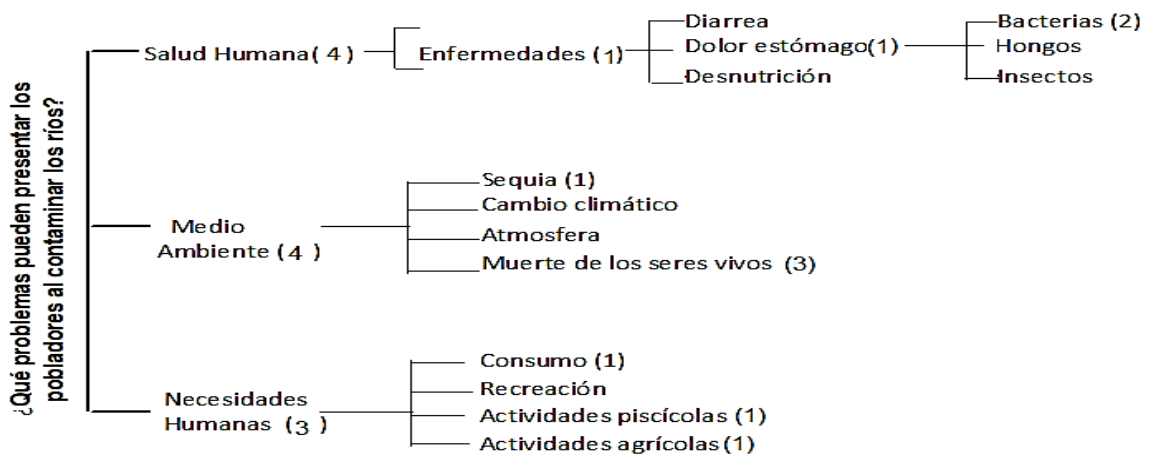 ¿Qué problemas pueden presentar los
pobladores al contaminar los ríos?
Salud Humana( 4 )
Enfermedades (1)
Diarrea
Dolor estómago(1)
Desnutrición
Bacterias (2)
Hongos
Insectos
Medio
Ambiente ( 4 )
Sequia (1)
Cambio climático
Atmosfera
Muerte de los seres vivos (3)
Necesidades
Humanas ( 3 )
Consumo (1)
Recreación
Actividades piscícolas (1)
Actividades agrícolas(1)